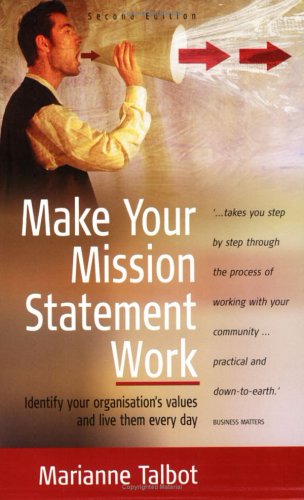 Second Edition
Make Your
Mission
Statement
Work
'...takes you step
by step through
the process of
working with your
community ...
practical and
down-to-earth.'
BUSINESS MATTERS
Identify your organisation's values
and live them every day
Marianne Talbot